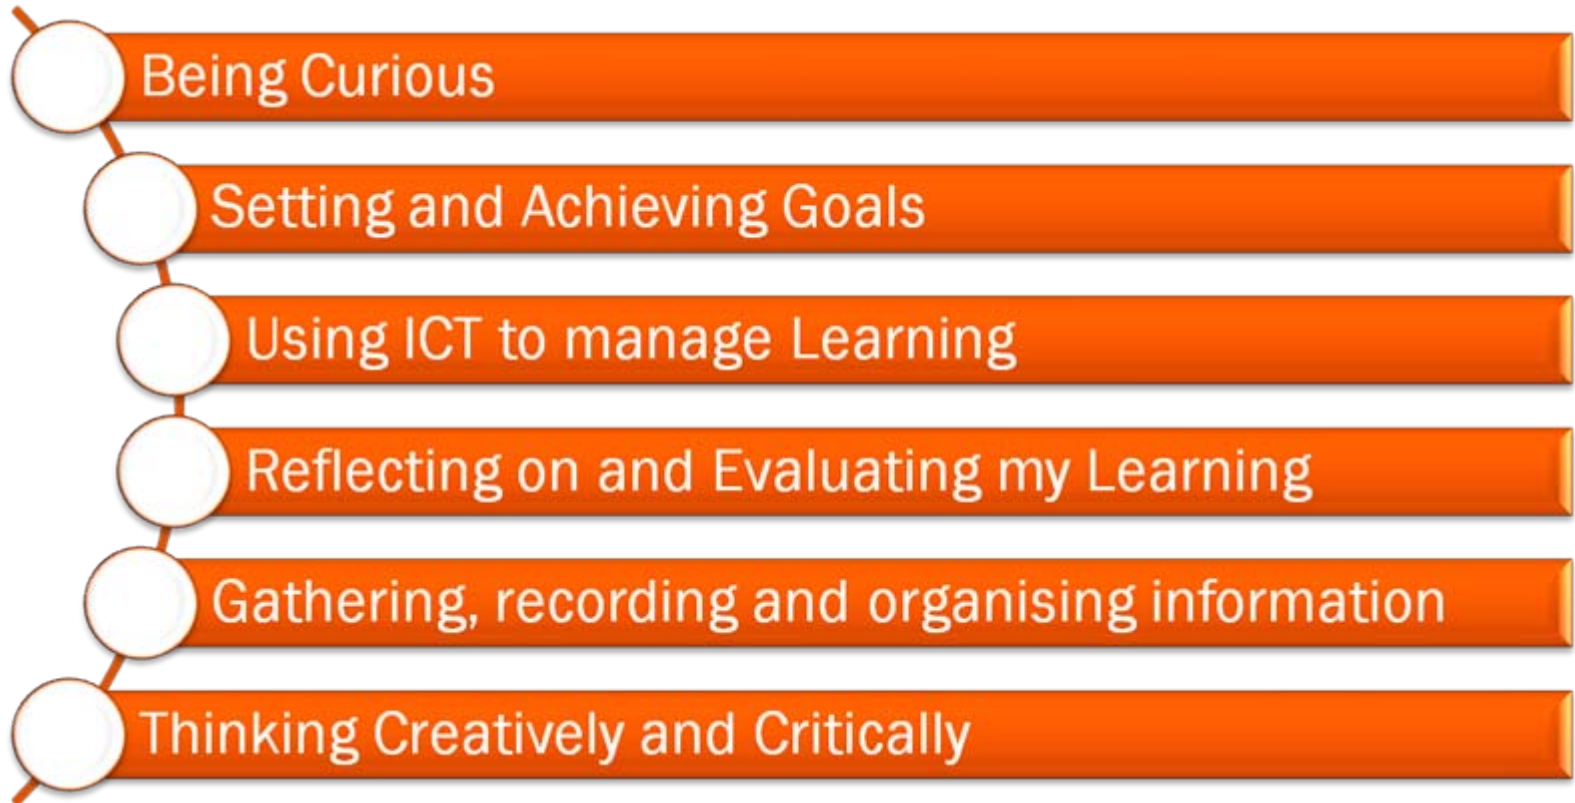 Being Curious
Setting and Achieving Goals
Using ICT to manage Learning
Reflecting on and Evaluating my Learning
Gathering, recording and organising information
Thinking Creatively and Critically